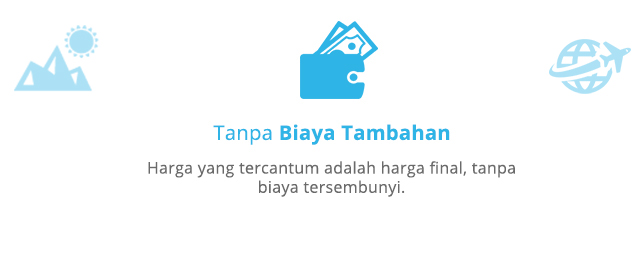 Tanpa Biaya Tambahan
Harga yang tercantum adalah harga final, tanpa
biaya tersembunyi.